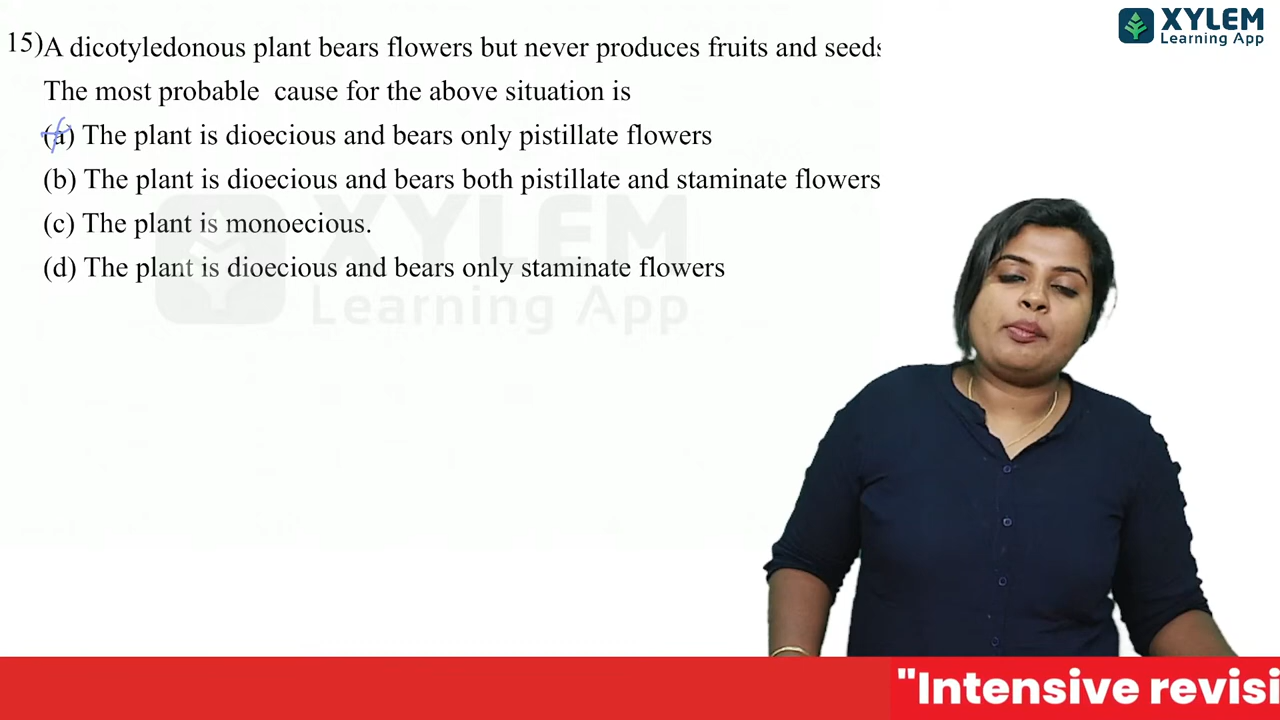 XYLEM
Learning App
15)A dicotyledonous plant bears flowers but never produces fruits and seeds
The most probable cause for the above situation is
(a) The plant is dioecious and bears only pistillate flowers
(b) The plant is dioecious and bears both pistillate and staminate flowers
(c) The plant is monoecious.
(d) The plant is dioecious and bears only staminate flowers
XYLEM
Learning App
"Intensive revisi